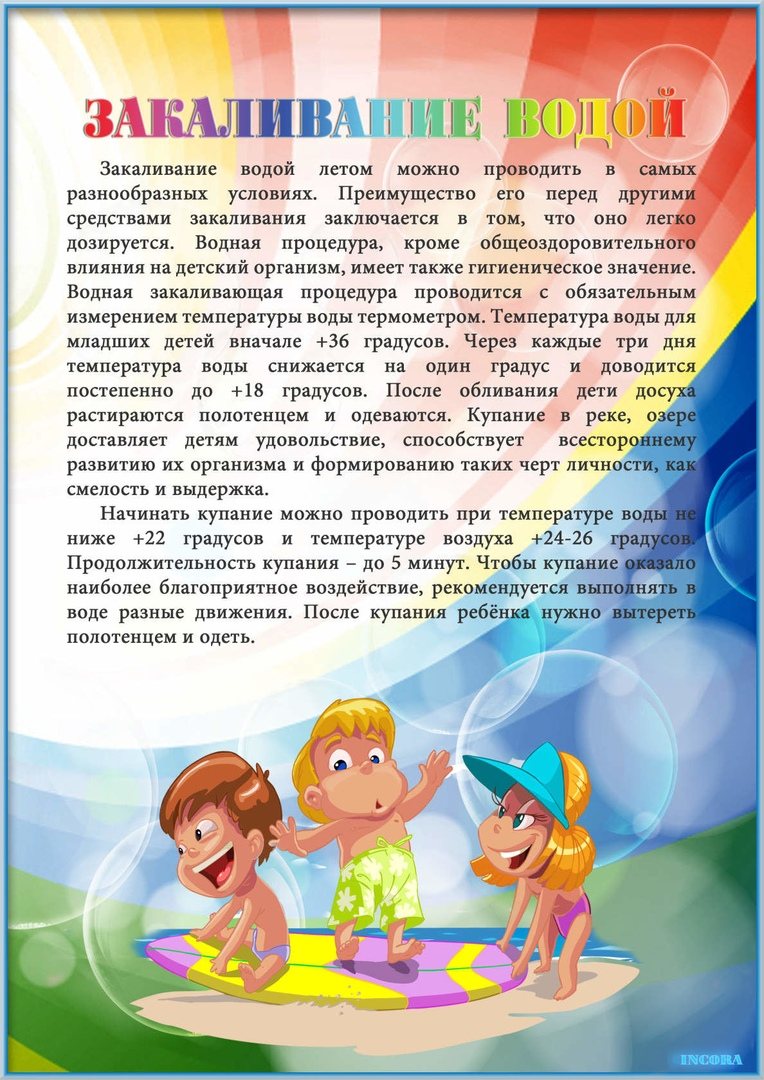 ЗАКАЛИВАНИЕ ВОДОЙ
Закаливание водой летом можно проводить в самых
разнообразных условиях. Преимущество его перед другими
средствами закаливания заключается в том, что оно легко
дозируется. Водная процедура, кроме общеоздоровительного
влияния на детский организм, имеет также гигиеническое значение.
Водная закаливающая процедура проводится с обязательным
измерением температуры воды термометром. Температура воды для
младших детей вначале +36 градусов. Через каждые три дня
температура воды снижается на один градус и доводится
постепенно до +18 градусов. После обливания дети досуха
растираются полотенцем и одеваются. Купание в реке, озере
доставляет детям удовольствие, способствует всестороннему
развитию их организма и формированию таких черт личности, как
смелость и выдержка.
Начинать купание можно проводить при температуре воды не
ниже +22 градусов и температуре воздуха +24-26 градусов.
Продолжительность купания – до 5 минут. Чтобы купание оказало
наиболее благоприятное воздействие, рекомендуется выполнять в
воде разные движения. После купания ребёнка нужно вытереть
полотенцем и одеть.
INCORA